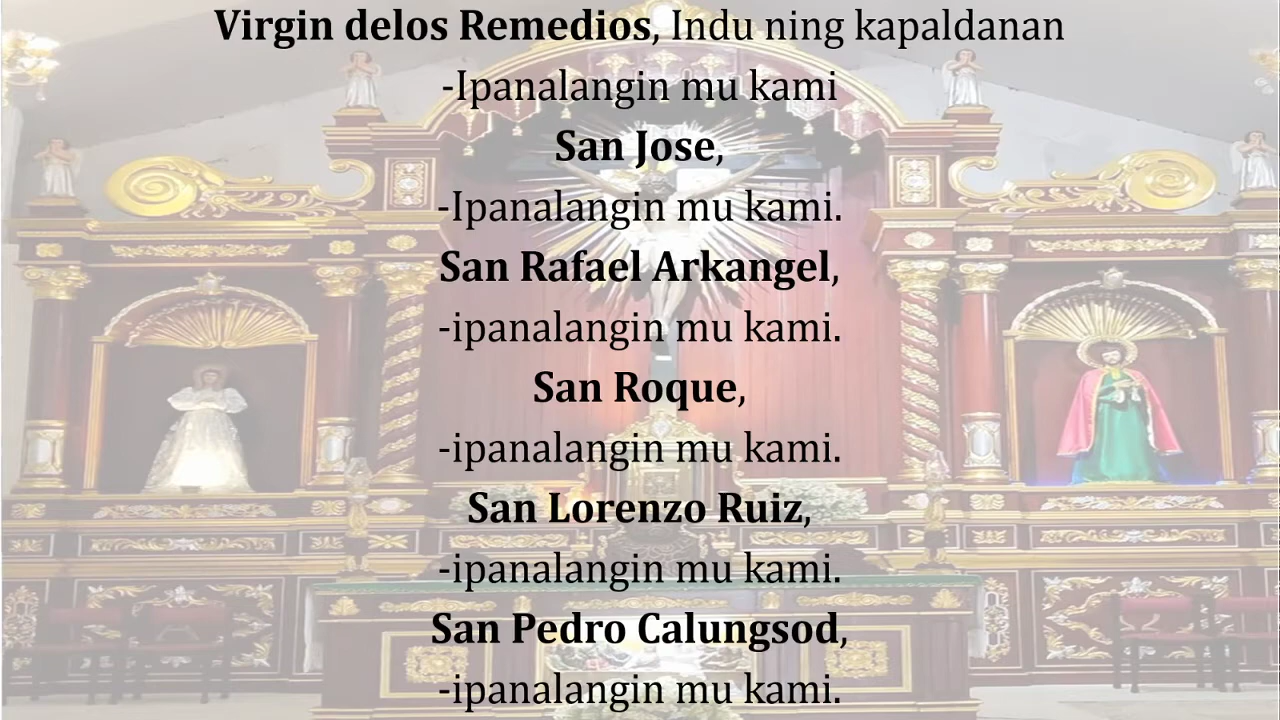 Virgin delos Remedios, Indu ning kapaldanan
-Ipanalangin mu kami
San Jose,
-Ipanalangin mu kami.
San Rafael Arkangel,
-ipanalangin mu kami.
San Roque,
-ipanalangin mu kami.
San Lorenzo Ruiz,
-ipanalangin mu kami.
San Pedro Calungsod,
-ipanalangin mu kami.